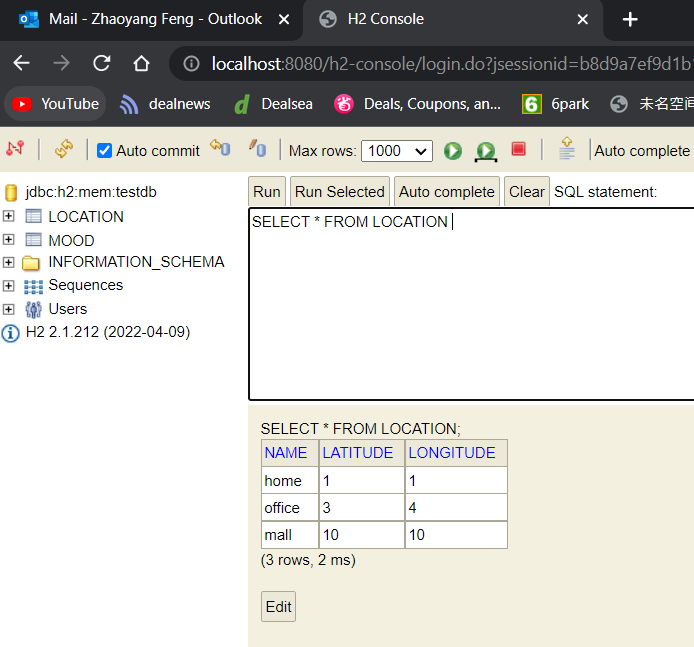 Mail - Zhaoyang Feng - Outlook
H2 Console
localhost:8080/h2-console/login.do?jsessionid=b8d9a7ef9d1b
YouTube dealnews Dealsea Deals, Coupons, an... 6park 未名空间
Auto commit Max rows: 1000 Auto complete
jdbc:h2:mem:testdb
LOCATION
MOOD
INFORMATION_SCHEMA
Sequences
Users
H2 2.1.212 (2022-04-09)
Run Run Selected Auto complete Clear SQL statement:
SELECT * FROM LOCATION
SELECT * FROM LOCATION;
NAME LATITUDE LONGITUDE
home 1 1
office 3 4
mall 10 10
(3 rows, 2 ms)
Edit